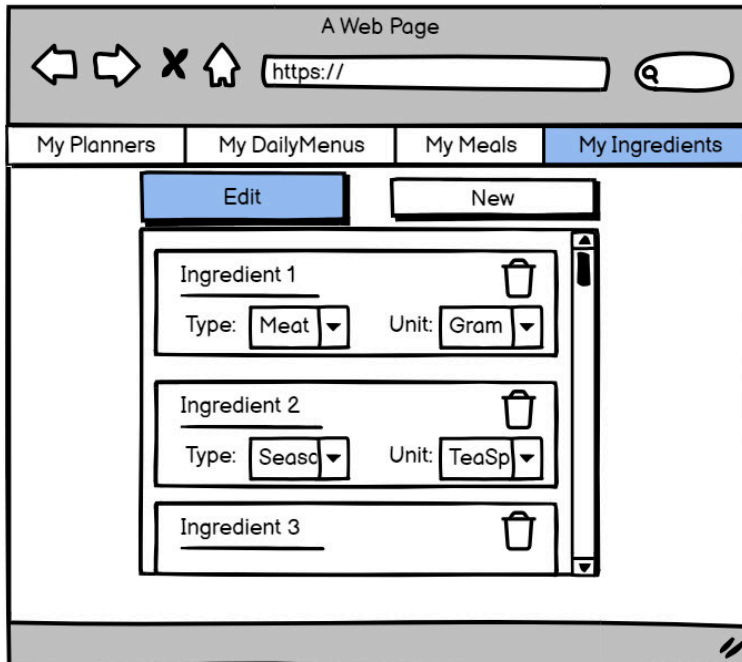 A Web Page
https://
My Planners My DailyMenus My Meals My Ingredients
Edit New
Ingredient 1
Type: Meat Unit: Gram
Ingredient 2
Type: Seasc Unit: TeaSp
Ingredient 3